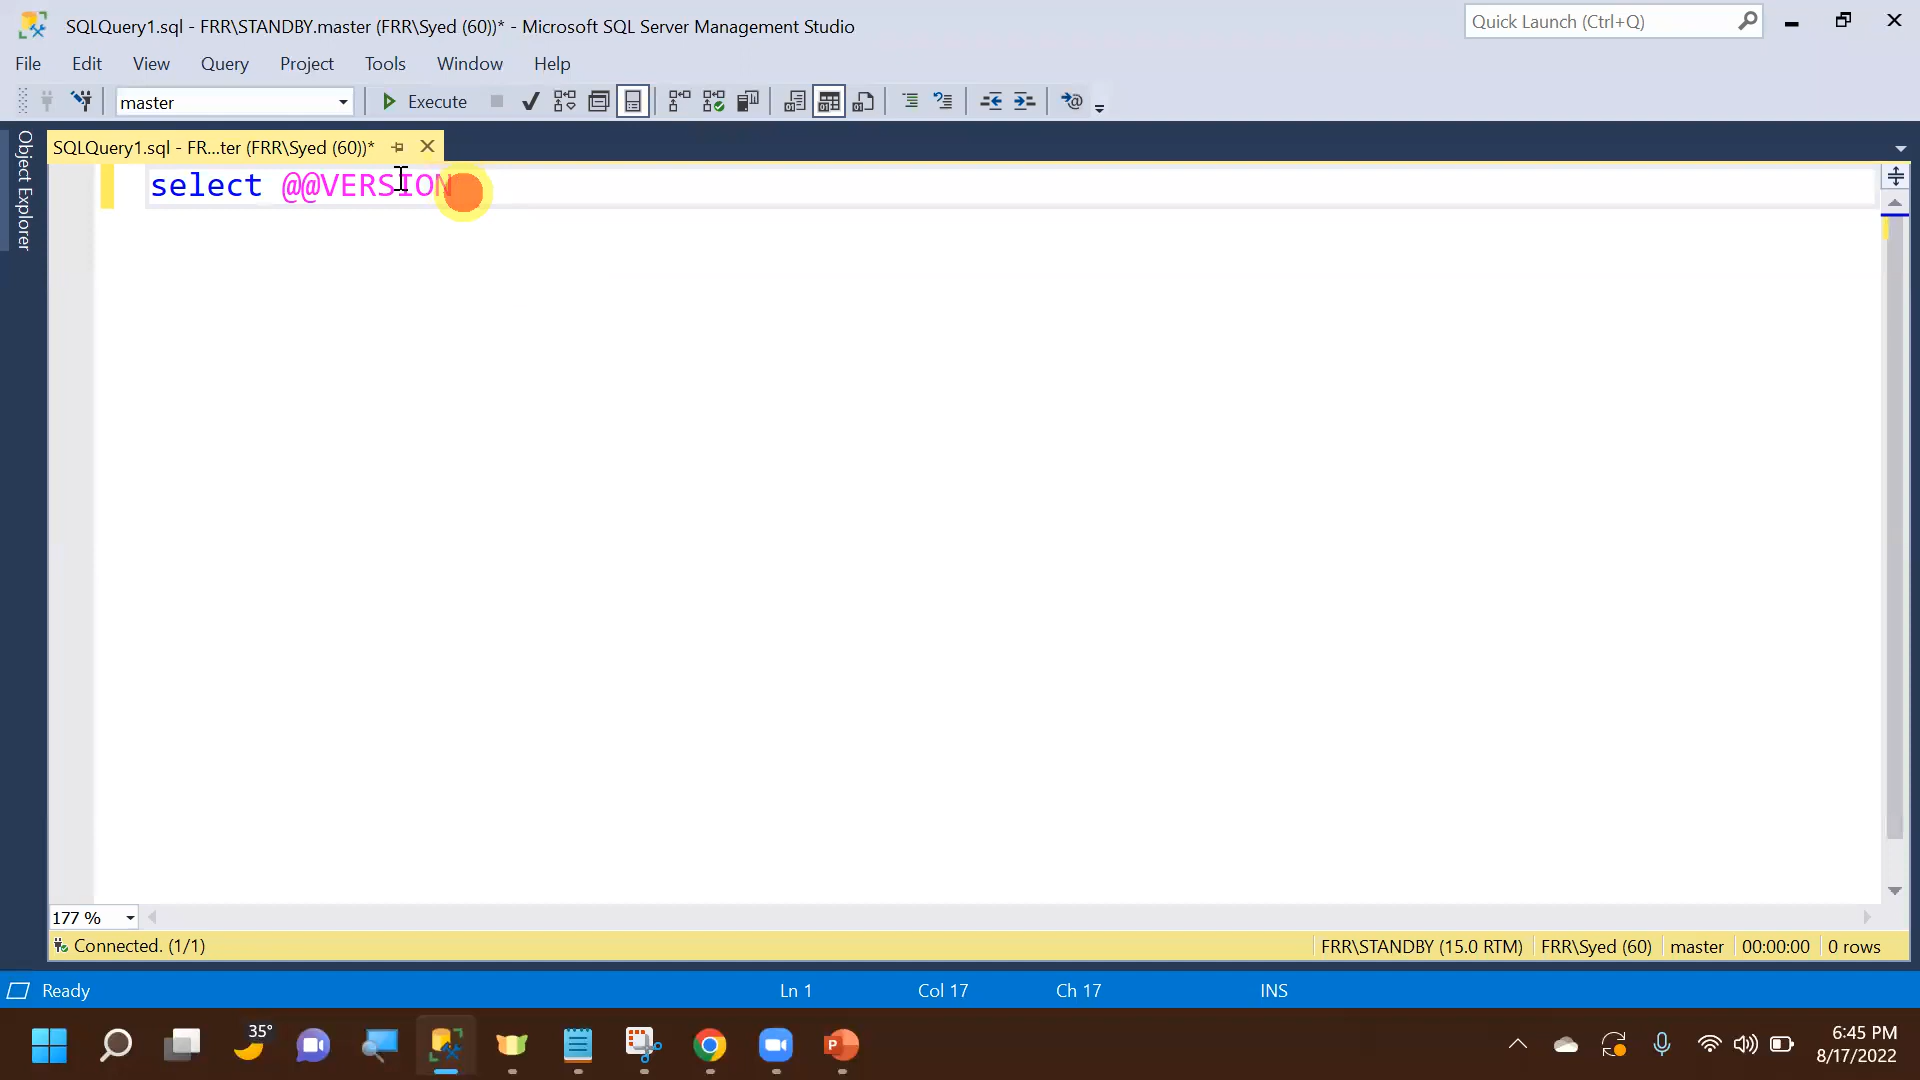 SQLQuery1.sql - FRR\STANDBY.master (FRR\Syed (60))* - Microsoft SQL Server Management Studio
Quick Launch (Ctrl+Q)
File Edit View Query Project Tools Window Help
master
Execute
Object Explorer
SQLQuery1.sql - FR...ter (FRR\Syed (60))*
select @@VERSION
177 %
Connected. (1/1)
FRR\STANDBY (15.0 RTM) FRR\Syed (60) master 00:00:00 0 rows
Ready Ln 1 Col 17 Ch 17 INS
35°
6:45 PM
8/17/2022